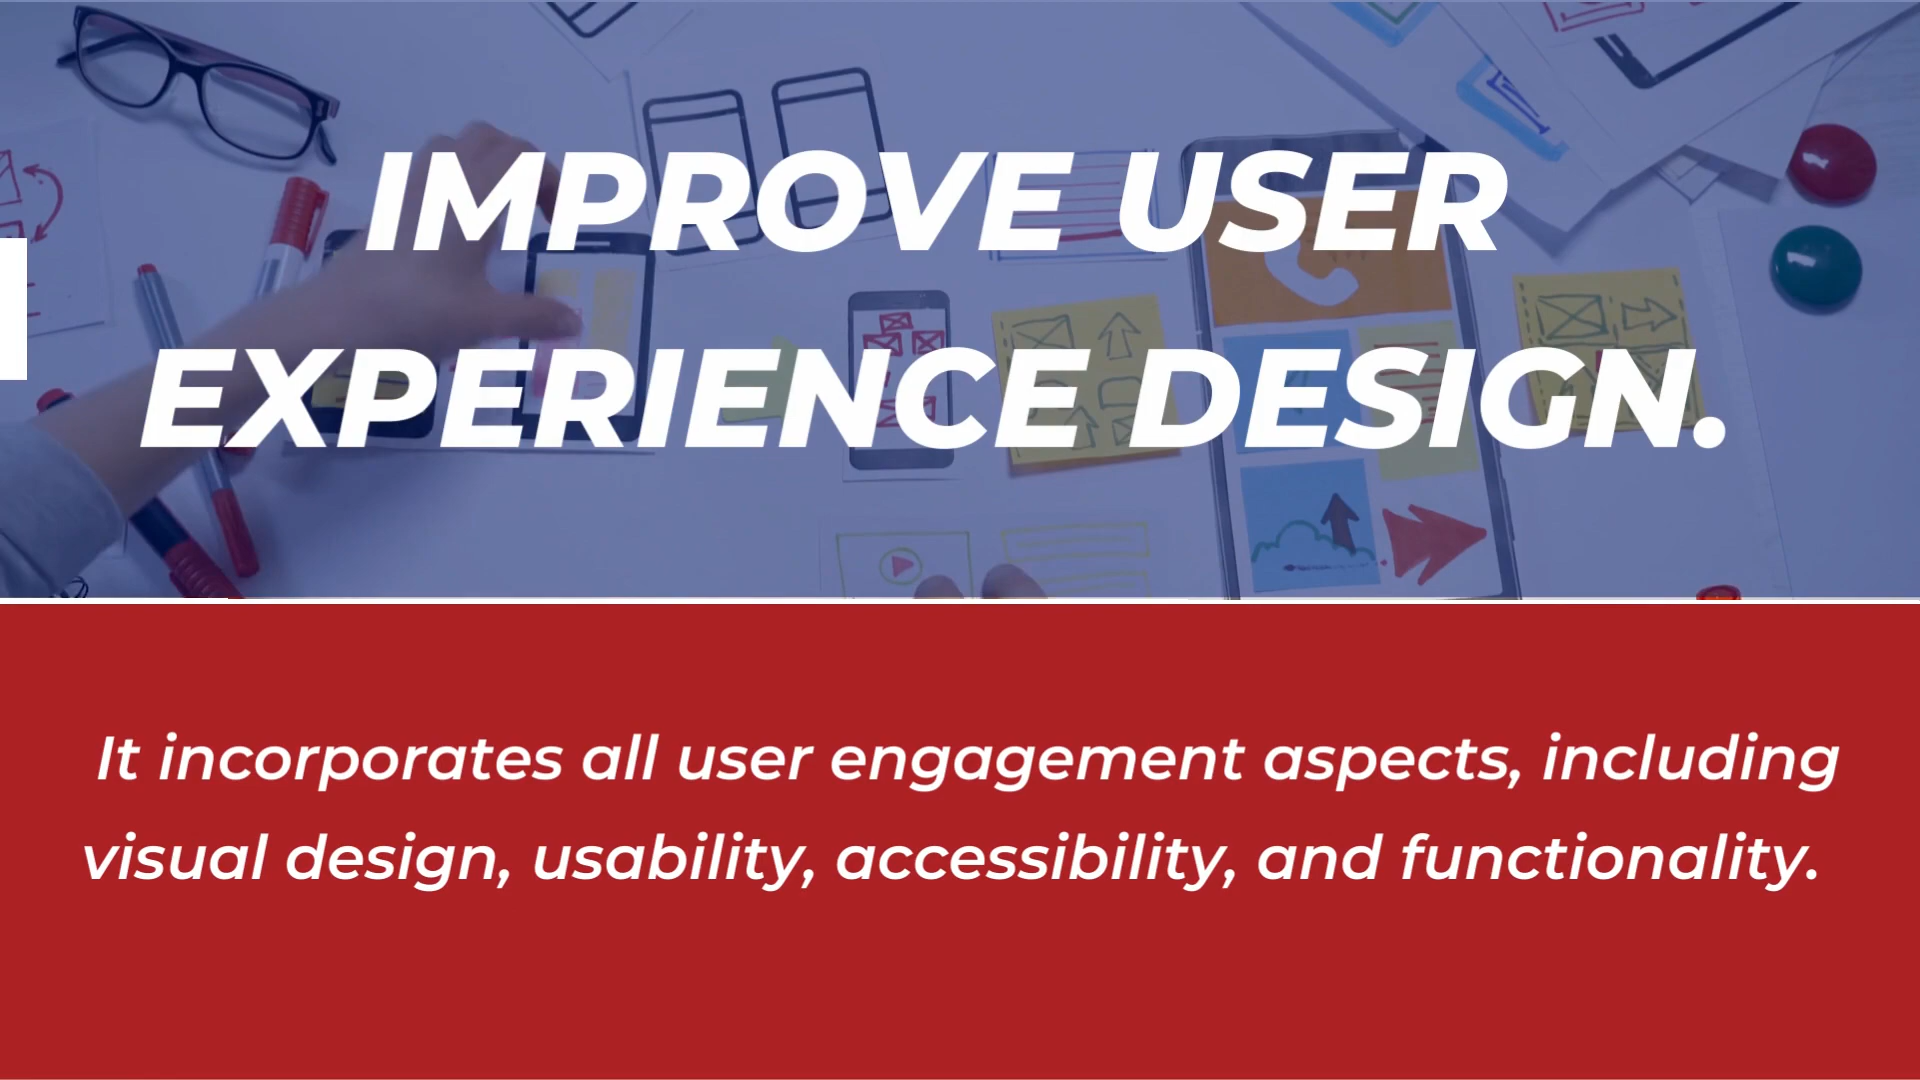 IMPROVE USER
EXPERIENCE DESIGN.
It incorporates all user engagement aspects, including
visual design, usability, accessibility, and functionality.